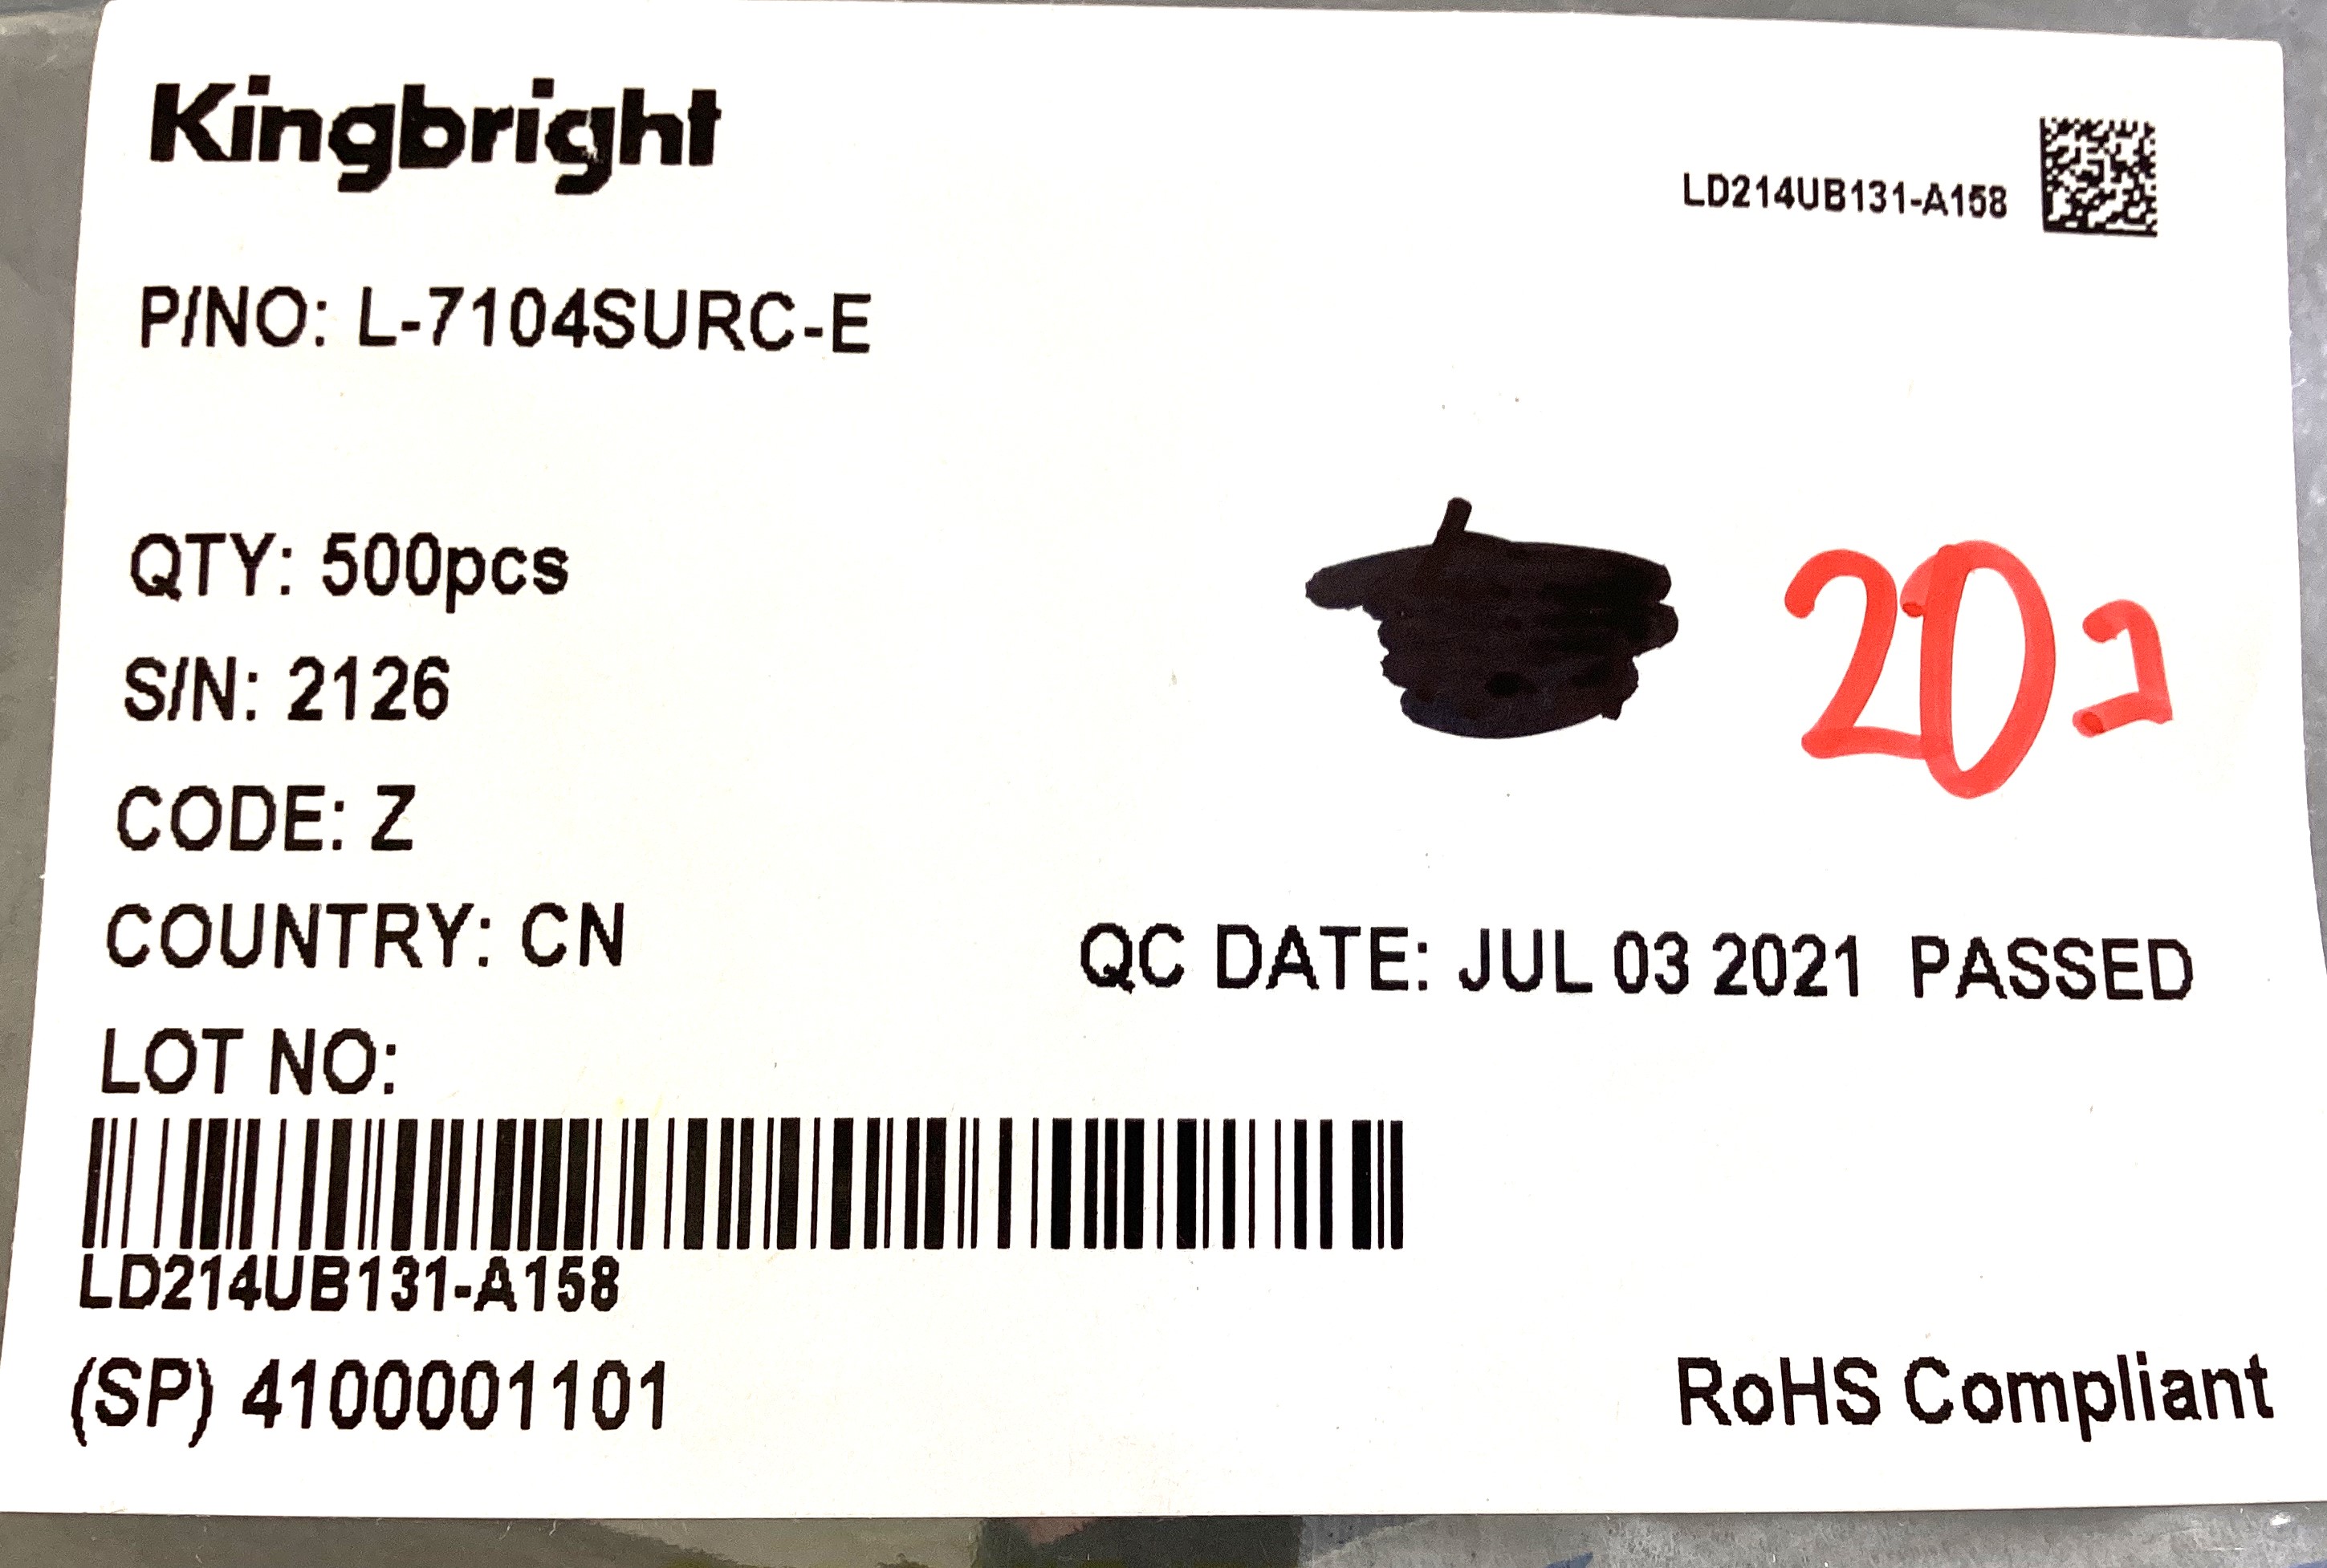 Kingbright
LD214UB131-A158
P/NO: L-7104SURC-E
QTY: 500pcs
20ב
S/N: 2126
CODE: Z
COUNTRY: CN
QC DATE: JUL 03 2021 PASSED
LOT NO:
LD214UB131-A158
(SP) 4100001101
RoHS Compliant